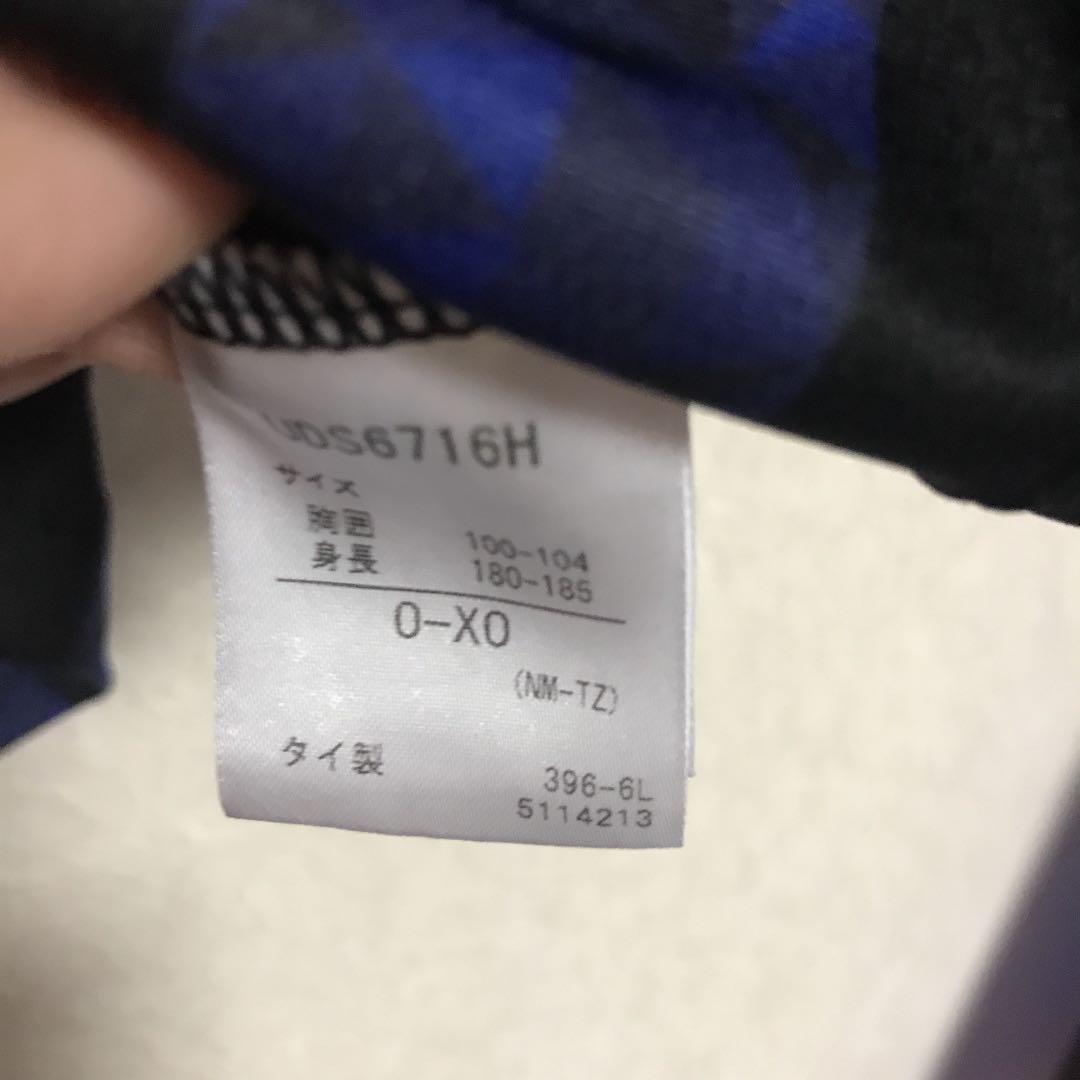 UDS6716H
サイズ
胸囲 100-104
身長 180-185
O-XO
(NM-TZ)
タイ製
396-6L
5114213